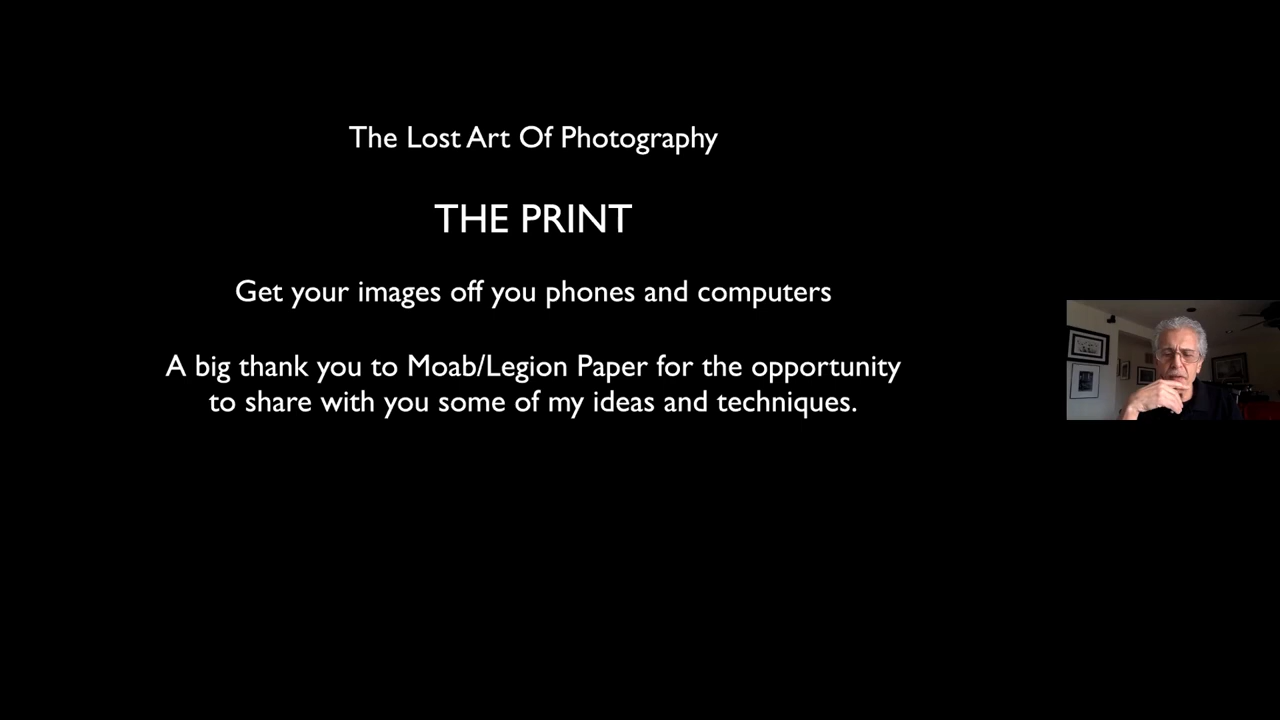 The Lost Art Of Photography
THE PRINT
Get your images off you phones and computers
A big thank you to Moab/Legion Paper for the opportunity
to share with you some of my ideas and techniques.